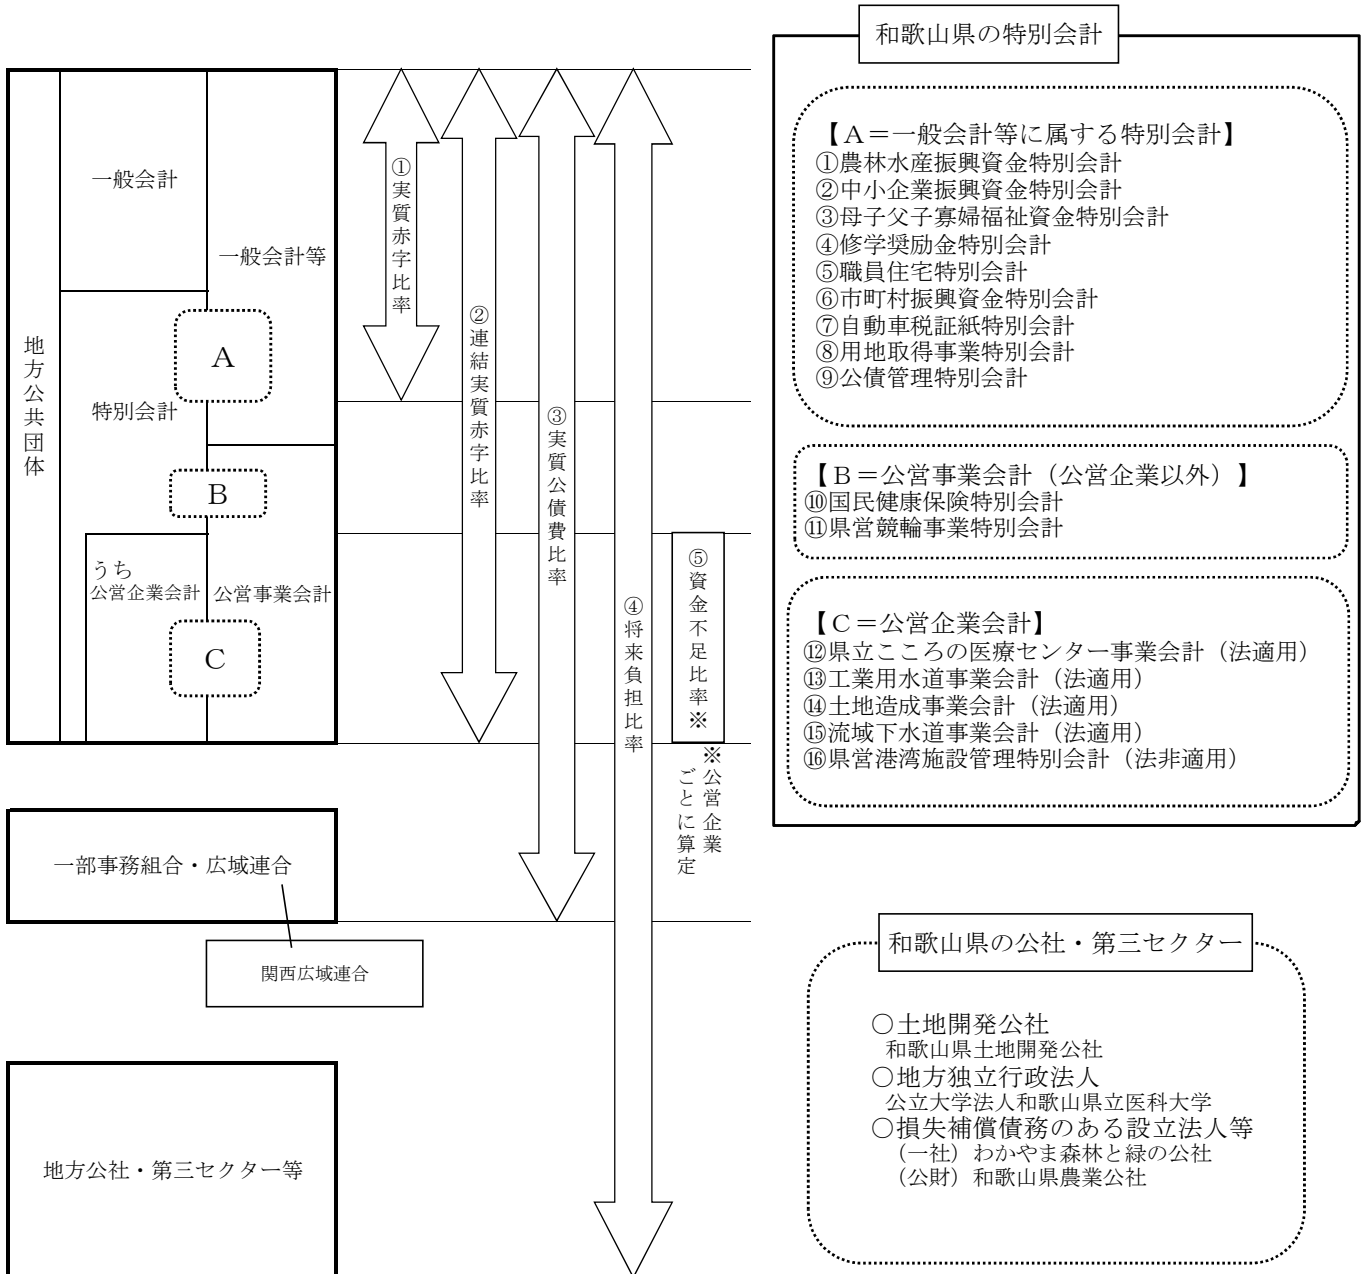 地方公共団体
一般会計
一般会計等
特別会計
A
B
うち
公営企業会計
公営事業会計
C
①実質赤字比率
②連結実質赤字比率
③実質公債費比率
④将来負担比率
⑤資金不足比率※
※公営企業
ごとに算定
一部事務組合・広域連合
関西広域連合
地方公社・第三セクター等
和歌山県の特別会計
【A＝一般会計等に属する特別会計】
①農林水産振興資金特別会計
②中小企業振興資金特別会計
③母子父子寡婦福祉資金特別会計
④修学奨励金特別会計
⑤職員住宅特別会計
⑥市町村振興資金特別会計
⑦自動車税証紙特別会計
⑧用地取得事業特別会計
⑨公債管理特別会計
【B＝公営事業会計（公営企業以外）】
⑩国民健康保険特別会計
⑪県営競輪事業特別会計
【C＝公営企業会計】
⑫県立こころの医療センター事業会計（法適用）
⑬工業用水道事業会計（法適用）
⑭土地造成事業会計（法適用）
⑮流域下水道事業会計（法適用）
⑯県営港湾施設管理特別会計（法非適用）
和歌山県の公社・第三セクター
○土地開発公社
和歌山県土地開発公社
○地方独立行政法人
公立大学法人和歌山県立医科大学
○損失補償債務のある設立法人等
（一社）わかやま森林と緑の公社
（公財）和歌山県農業公社